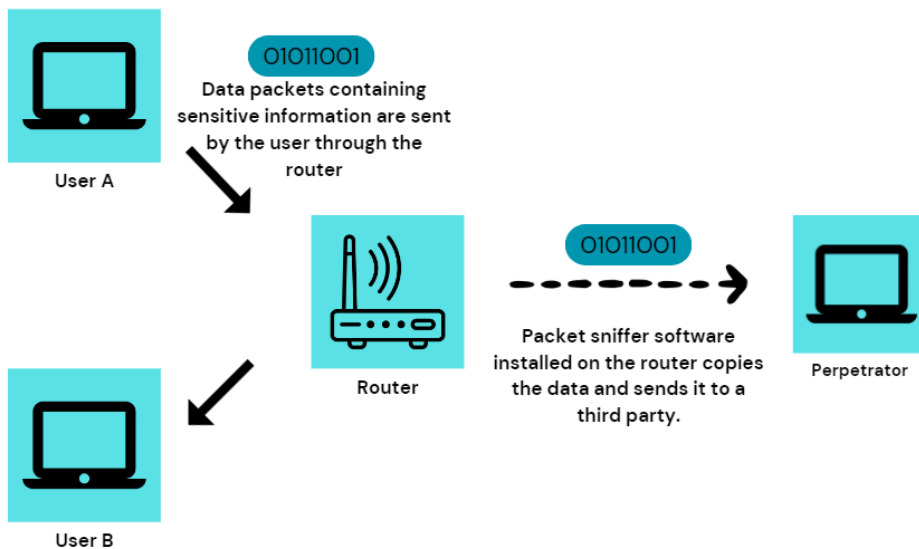 01011001
Data packets containing
sensitive information are sent
by the user through the
router
User A
01011001
Packet sniffer software
installed on the router copies
the data and sends it to a
third party.
Router
Perpetrator
User B